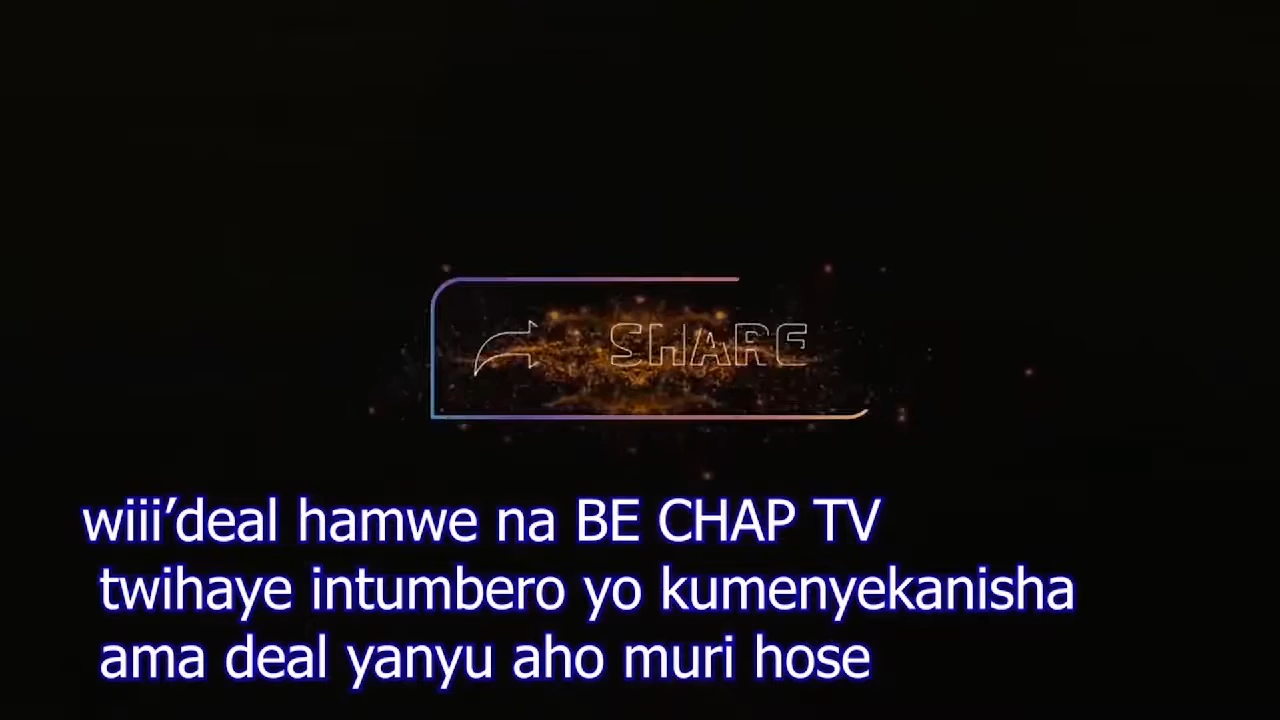 SHARE
wiii’deal hamwe na BE CHAP TV
twihaye intumbero yo kumenyekanisha
ama deal yanyu aho muri hose